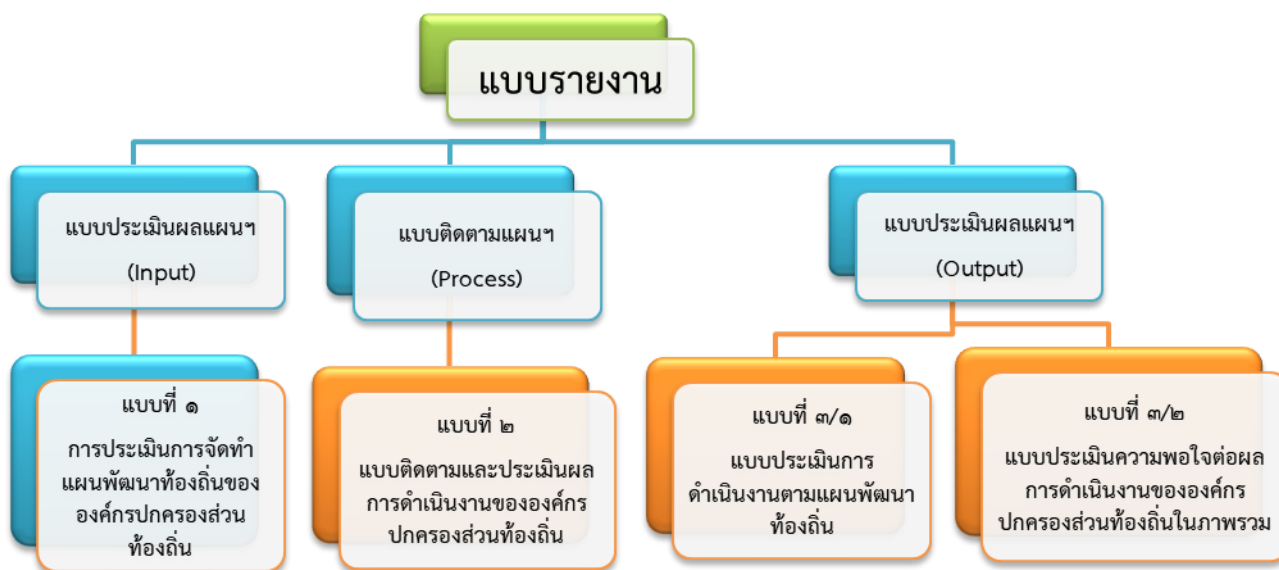 แบบรายงาน
แบบประเมินผลแผนฯ
(Input)
แบบติดตามแผนฯ
(Process)
แบบประเมินผลแผนฯ
(Output)
แบบที่ ๑
การประเมินการจัดทำ
แผนพัฒนาท้องถิ่นของ
องค์กรปกครองส่วน
ท้องถิ่น
แบบที่ ๒
แบบติดตามและประเมินผล
การดำเนินงานขององค์กร
ปกครองส่วนท้องถิ่น
แบบที่ ๓/๑
แบบประเมินการ
ดำเนินงานตามแผนพัฒนา
ท้องถิ่น
แบบที่ ๓/๒
แบบประเมินความพอใจต่อผล
การดำเนินงานขององค์กร
ปกครองส่วนท้องถิ่นในภาพรวม